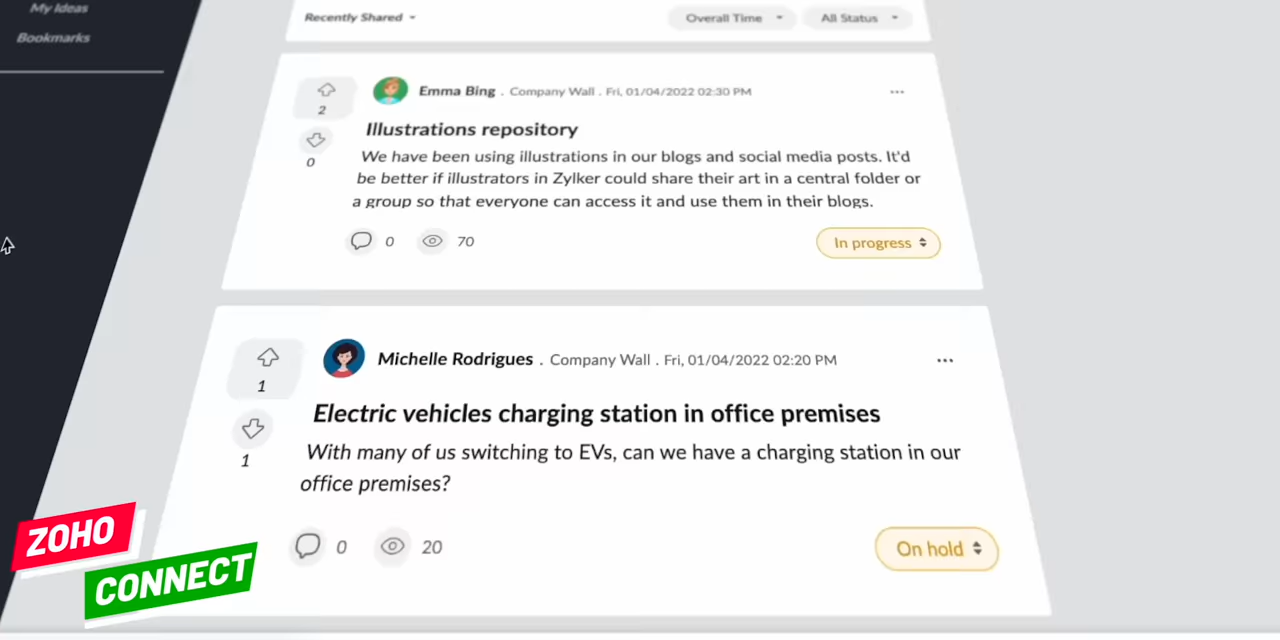 My Ideas
Bookmarks
Recently Shared
Overall Time
All Status
2
Emma Bing . Company Wall . Fri, 01/04/2022 02:30 PM
...
Illustrations repository
0
We have been using illustrations in our blogs and social media posts. It'd
be better if illustrators in Zylker could share their art in a central folder or
a group so that everyone can access it and use them in their blogs.
0
70
In progress
1
Michelle Rodrigues . Company Wall . Fri, 01/04/2022 02:20 PM
...
Electric vehicles charging station in office premises
1
With many of us switching to EVs, can we have a charging station in our
office premises?
0
20
On hold
ZOHO
CONNECT